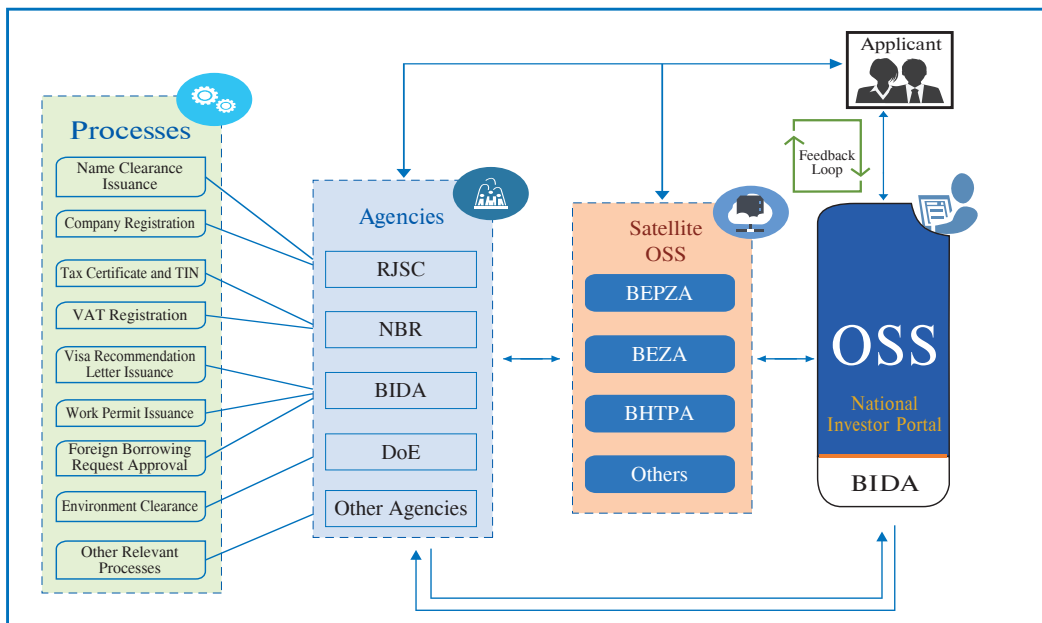 Applicant
Feedback
Loop
Processes
Name Clearance
Issuance
Company Registration
Tax Certificate and TIN
VAT Registration
Visa Recommendation
Letter Issuance
Work Permit Issuance
Foreign Borrowing
Request Approval
Environment Clearance
Other Relevant
Processes
Agencies
RJSC
NBR
BIDA
DoE
Other Agencies
Satellite
OSS
BEPZA
BEZA
BHTPA
Others
OSS
National
Investor Portal
BIDA